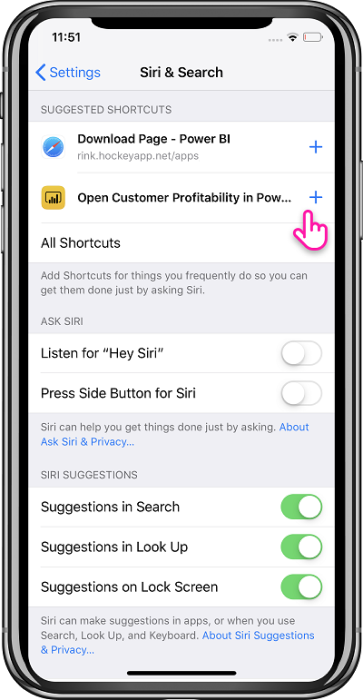 11:51
Settings
Siri & Search
SUGGESTED SHORTCUTS
Download Page - Power BI
rink.hockeyapp.net/apps
Open Customer Profitability in Pow...
All Shortcuts
Add Shortcuts for things you frequently do so you can
get them done just by asking Siri.
ASK SIRI
Listen for “Hey Siri”
Press Side Button for Siri
Siri can help you get things done just by asking. About
Ask Siri & Privacy...
SIRI SUGGESTIONS
Suggestions in Search
Suggestions in Look Up
Suggestions on Lock Screen
Siri can make suggestions in apps, or when you use
Search, Look Up, and Keyboard. About Siri Suggestions
& Privacy...